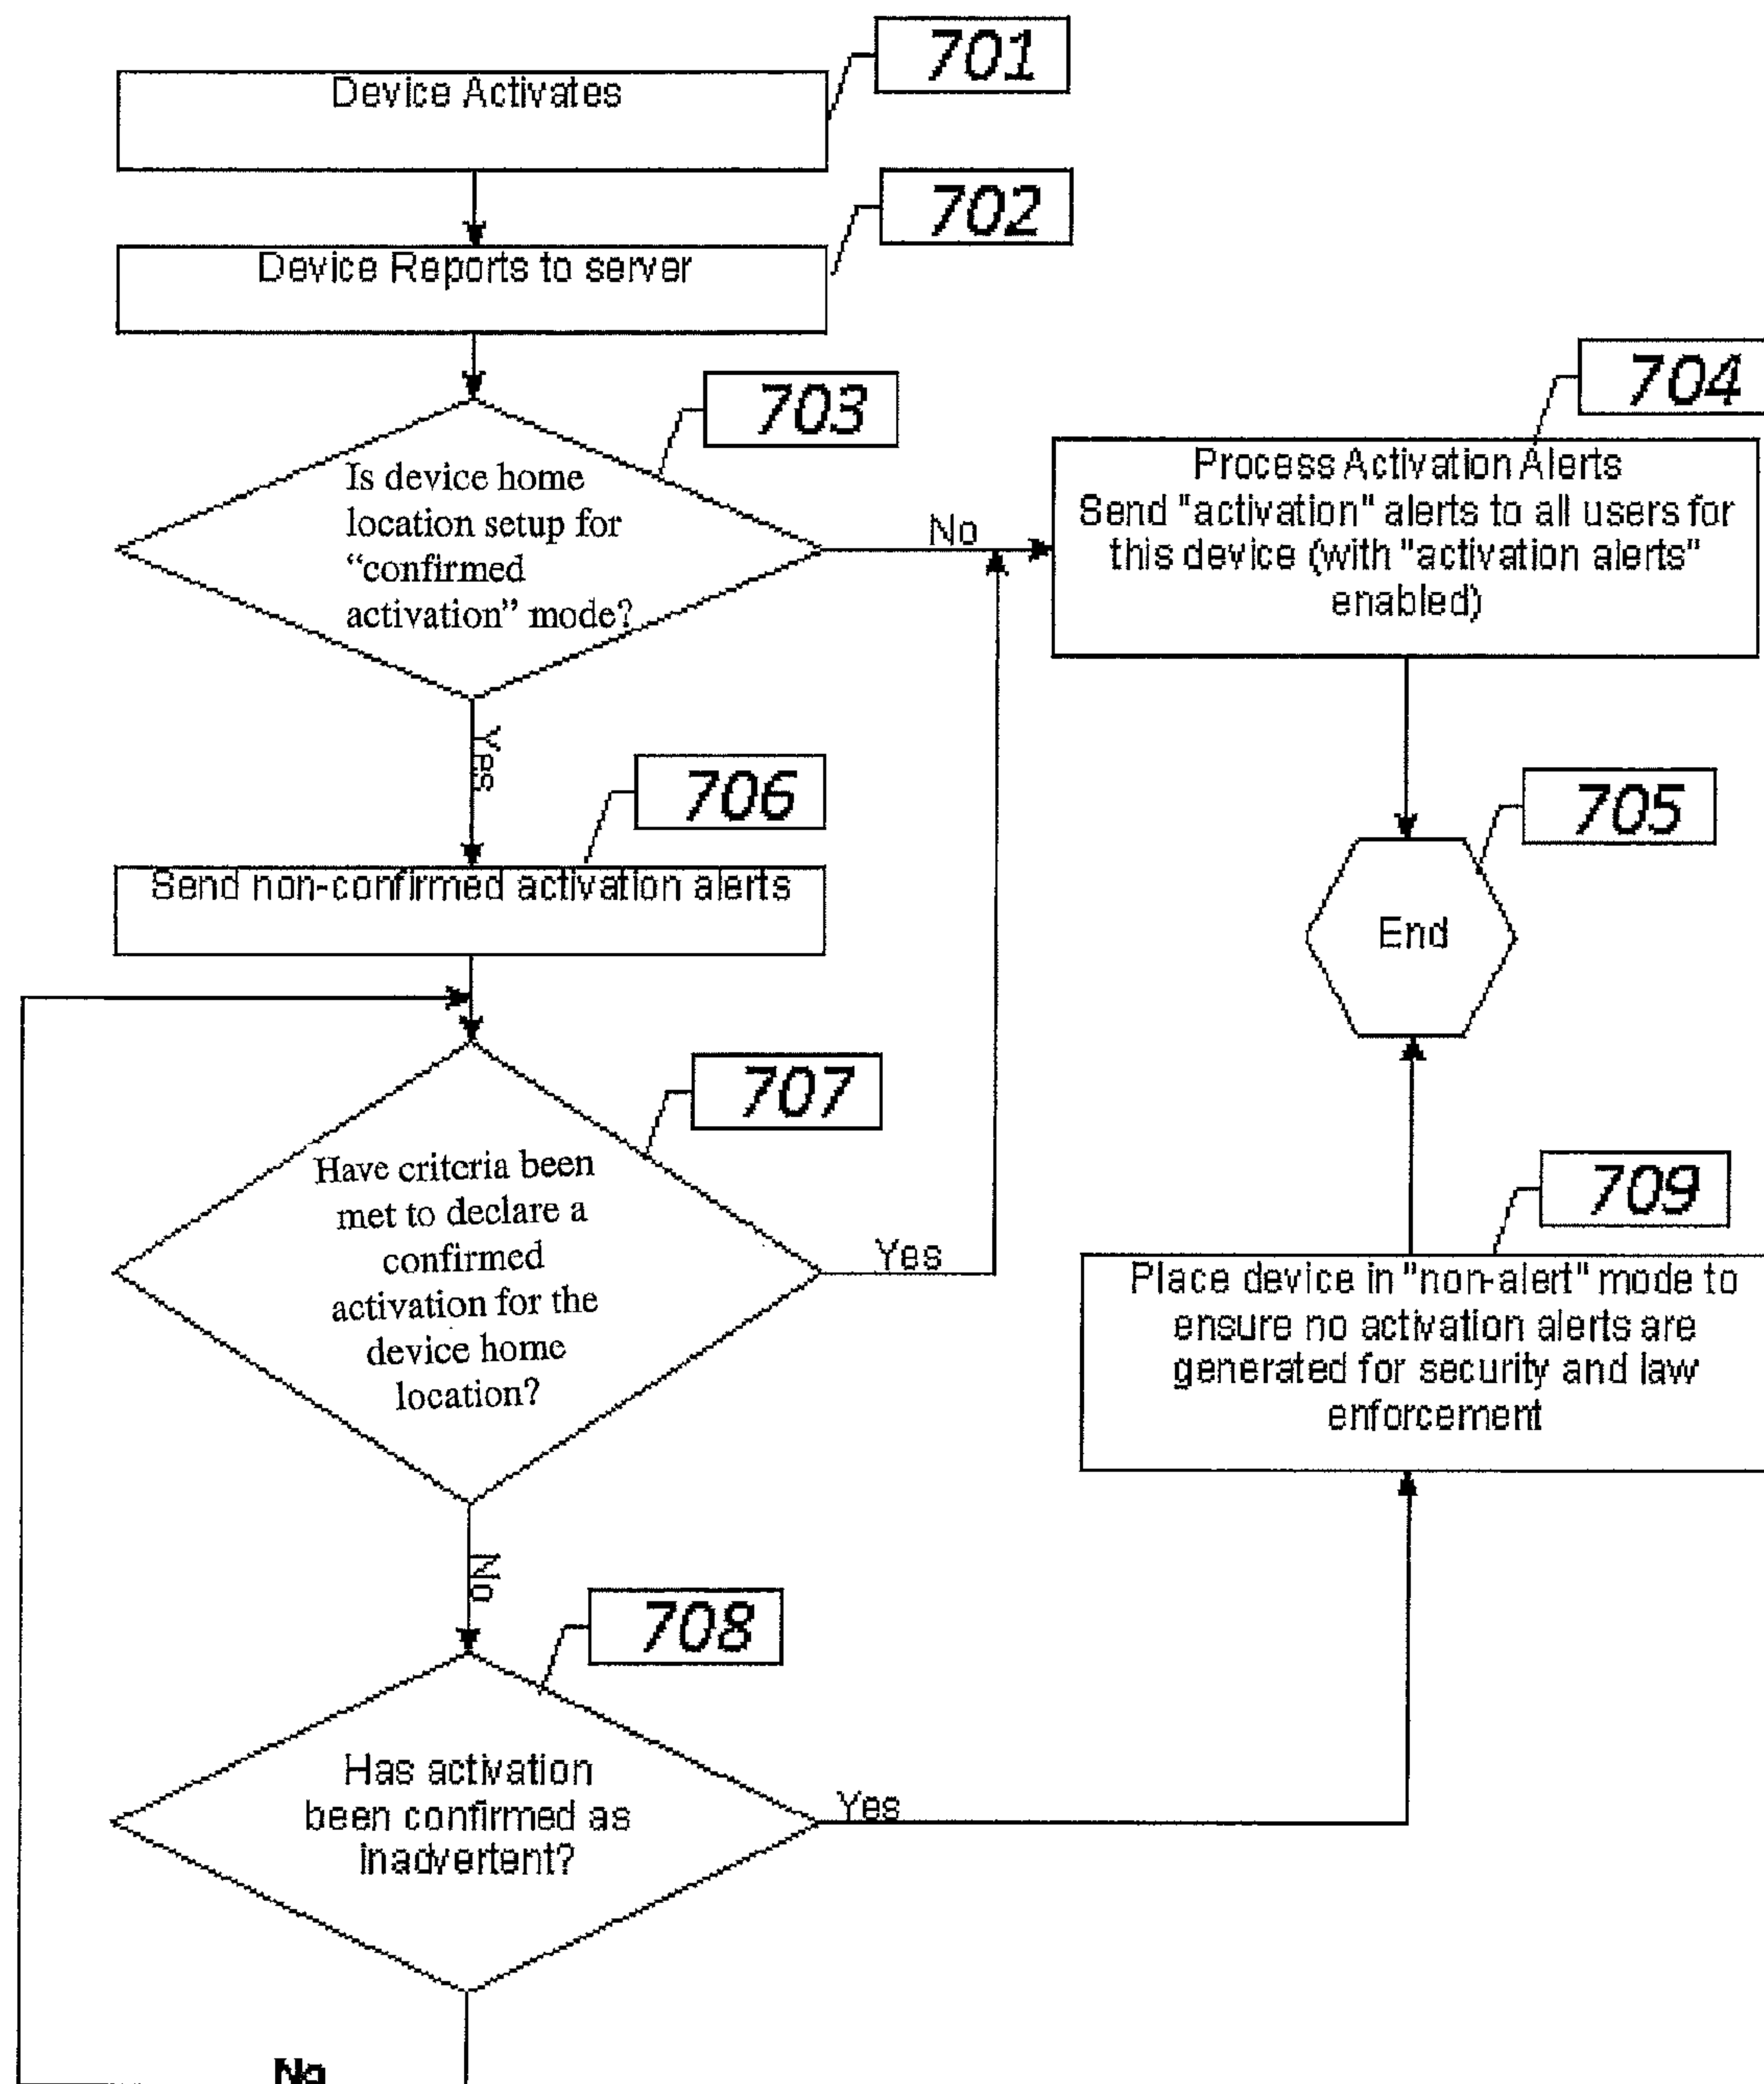 701
Device Activates
702
Device Reports to server
703
Is device home
location setup for
“confirmed
activation” mode?
No
704
Process Activation Alerts
Send "activation" alerts to all users for
this device (with "activation alerts"
enabled)
Yes
706
Send non-confirmed activation alerts
705
End
707
Have criteria been
met to declare a
confirmed
activation for the
device home
location?
Yes
709
Place device in "non-alert" mode to
ensure no activation alerts are
generated for security and law
enforcement
No
708
Has activation
been confirmed as
inadvertent?
Yes
No